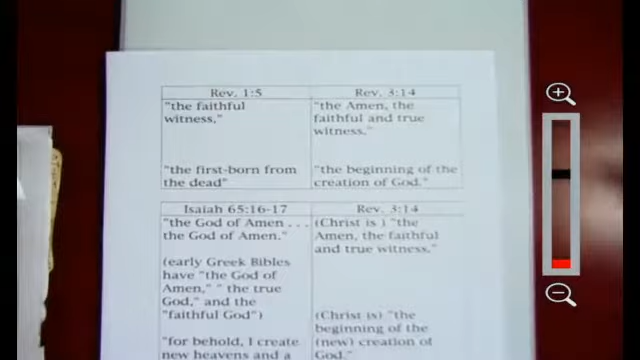 Rev. 1:5 Rev. 3:14
"the faithful "the Amen, the
witness," faithful and true
witness."
"the first-born from "the beginning of the
the dead" creation of God."
Isaiah 65:16-17 Rev. 3:14
"the God of Amen . . . (Christ is ) "the
the God of Amen." Amen, the faithful
and true witness."
(early Greek Bibles
have "the God of
Amen," " the true
God," and the
"faithful God") (Christ is) "the
beginning of the
"for behold, I create (new) creation of
new heavens and a God."